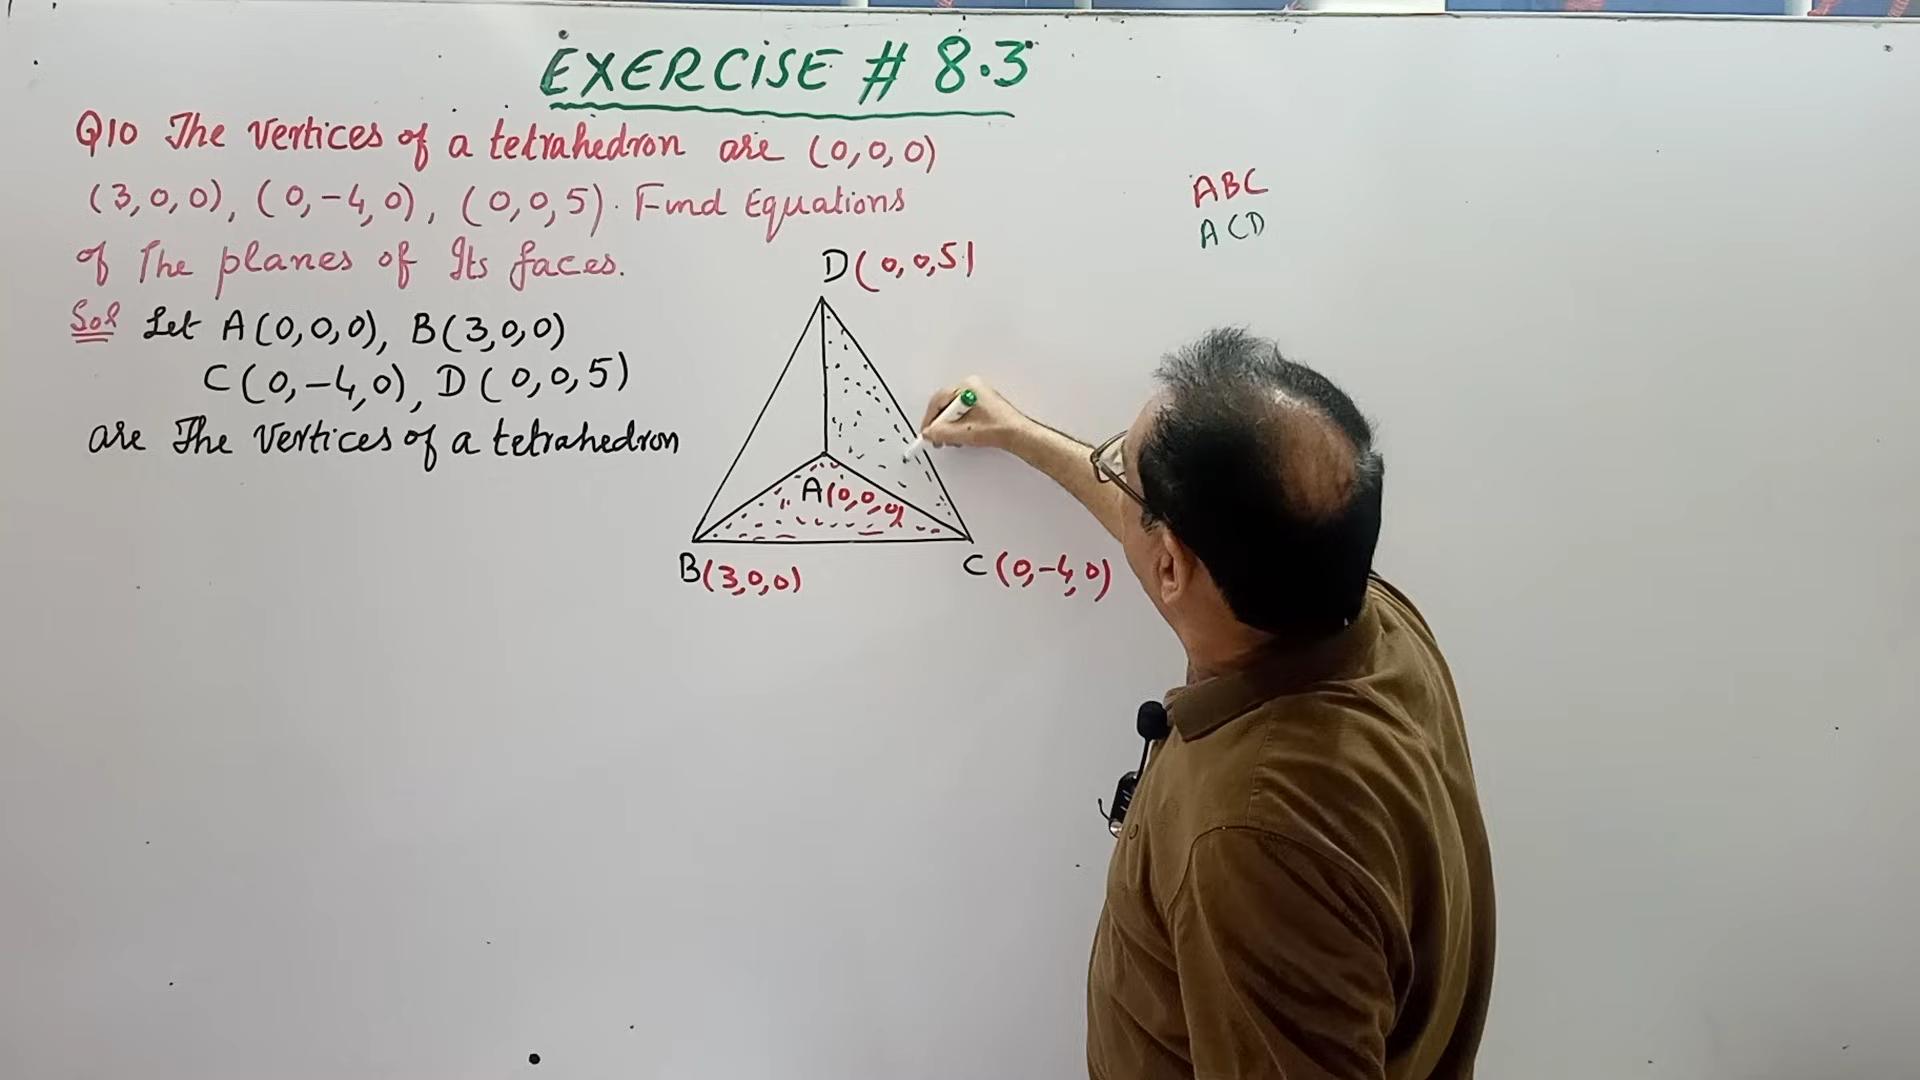 EXERCISE # 8.3
Q10 The Vertices of a tetrahedron are (0,0,0)
(3,0,0), (0,-4,0), (0,0,5). Find Equations
of The planes of Its faces.
Sol Let A(0,0,0), B(3,0,0)
C(0,-4,0), D(0,0,5)
are The Vertices of a tetrahedron
ABC
ACD
D(0,0,5)
A(0,0,0)
B(3,0,0)
C(0,-4,0)